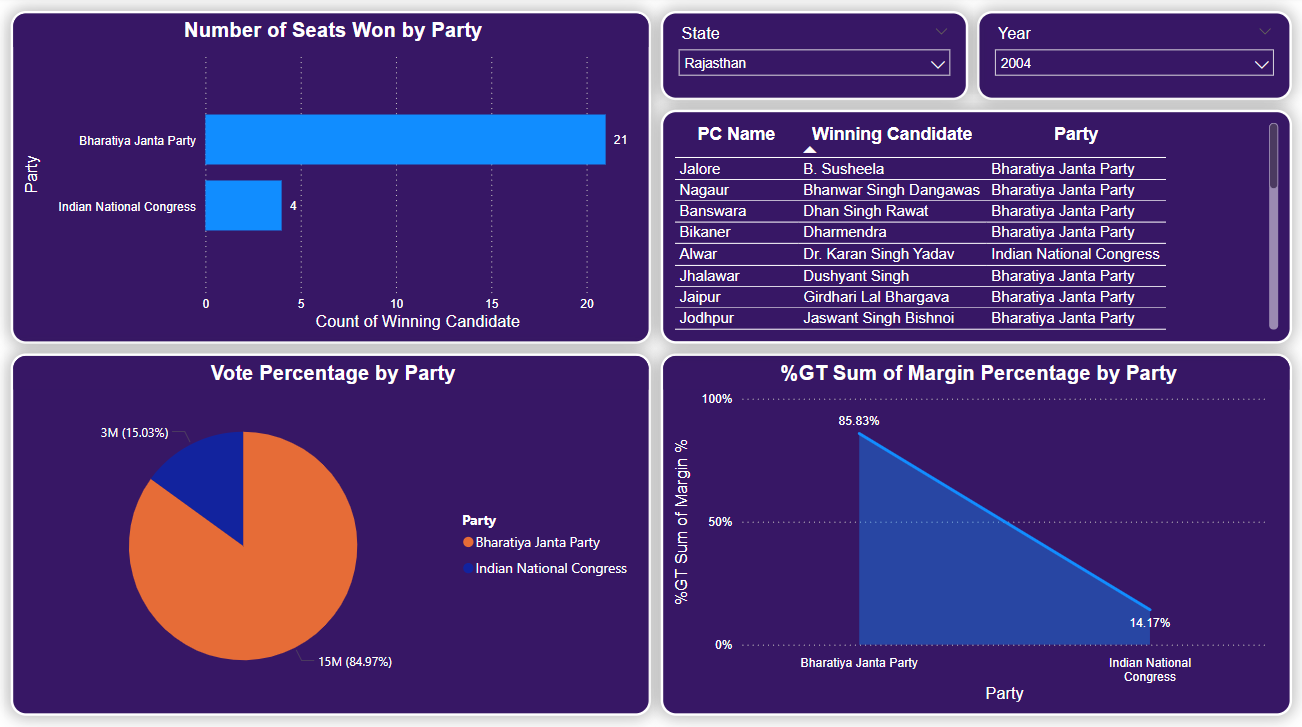 Number of Seats Won by Party
Party
Bharatiya Janta Party
21
Indian National Congress
4
0 5 10 15 20
Count of Winning Candidate
State
Rajasthan
Year
2004
PC Name Winning Candidate Party
Jalore B. Susheela Bharatiya Janta Party
Nagaur Bhanwar Singh Dangawas Bharatiya Janta Party
Banswara Dhan Singh Rawat Bharatiya Janta Party
Bikaner Dharmendra Bharatiya Janta Party
Alwar Dr. Karan Singh Yadav Indian National Congress
Jhalawar Dushyant Singh Bharatiya Janta Party
Jaipur Girdhari Lal Bhargava Bharatiya Janta Party
Jodhpur Jaswant Singh Bishnoi Bharatiya Janta Party
Vote Percentage by Party
3M (15.03%)
15M (84.97%)
Party
Bharatiya Janta Party
Indian National Congress
%GT Sum of Margin Percentage by Party
%GT Sum of Margin %
100%
50%
0%
85.83%
14.17%
Bharatiya Janta Party
Indian National
Congress
Party